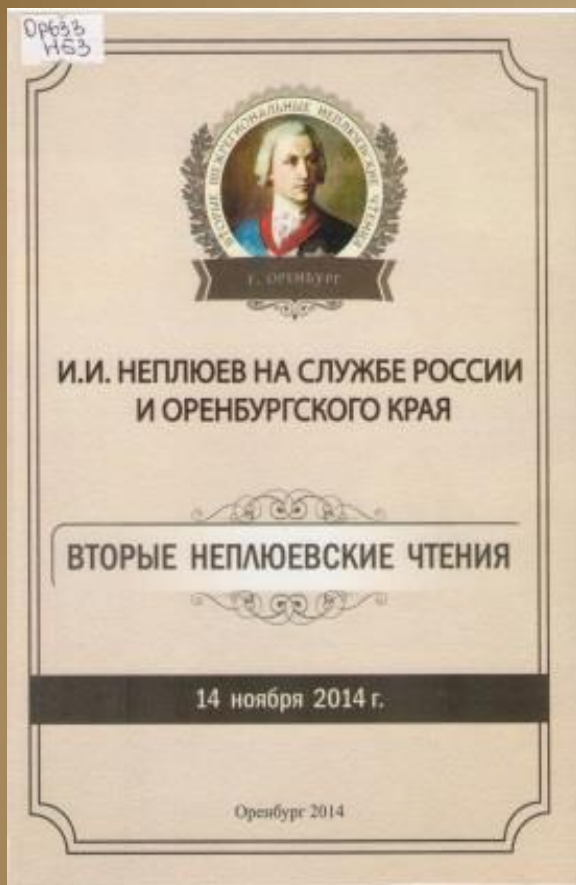 Ор633
Н53
ВТОРЫЕ МЕЖРЕГИОНАЛЬНЫЕ НЕПЛЮЕВСКИЕ ЧТЕНИЯ
Г. ОРЕНБУРГ
И.И. НЕПЛЮЕВ НА СЛУЖБЕ РОССИИ
И ОРЕНБУРГСКОГО КРАЯ
ВТОРЫЕ НЕПЛЮЕВСКИЕ ЧТЕНИЯ
14 ноября 2014 г.
Оренбург 2014